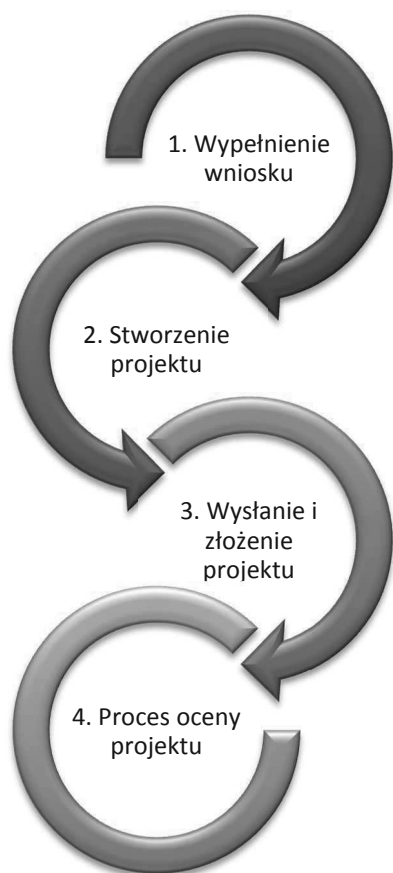 1. Wypełnienie
wniosku
2. Stworzenie
projektu
3. Wysłanie i
złożenie
projektu
4. Proces oceny
projektu